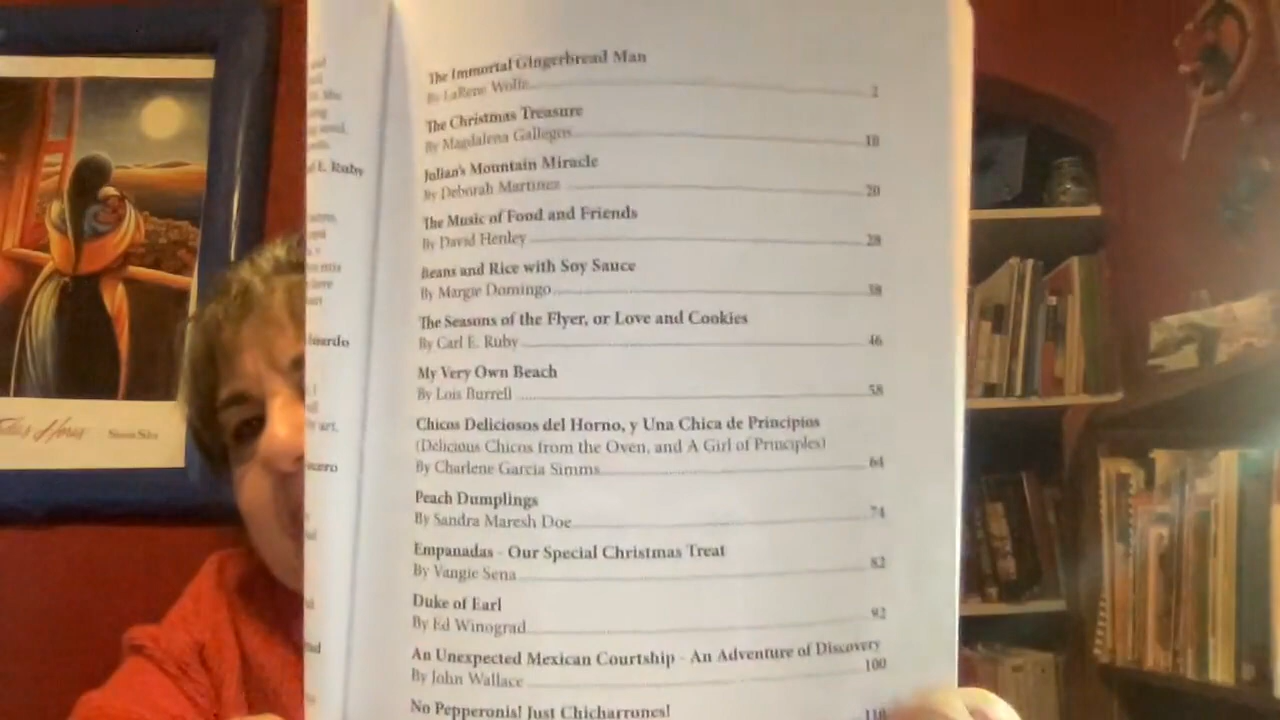 The Immortal Gingerbread Man
By LaRene Wolfe 2
The Christmas Treasure
By Magdalena Gallegos 10
Julian's Mountain Miracle
By Deborah Martinez 20
The Music of Food and Friends
By David Henley 28
Beans and Rice with Soy Sauce
By Margie Domingo 38
The Seasons of the Flyer, or Love and Cookies
By Carl E. Ruby 46
My Very Own Beach
By Lois Burrell 58
Chicos Deliciosos del Horno, y Una Chica de Principios
(Delicious Chicos from the Oven, and A Girl of Principles)
By Charlene Garcia Simms 64
Peach Dumplings
By Sandra Maresh Doe 74
Empanadas - Our Special Christmas Treat
By Vangie Sena 82
Duke of Earl
By Ed Winograd 92
An Unexpected Mexican Courtship - An Adventure of Discovery
By John Wallace 100
No Pepperonis! Just Chicharrones!
110
E. Ruby